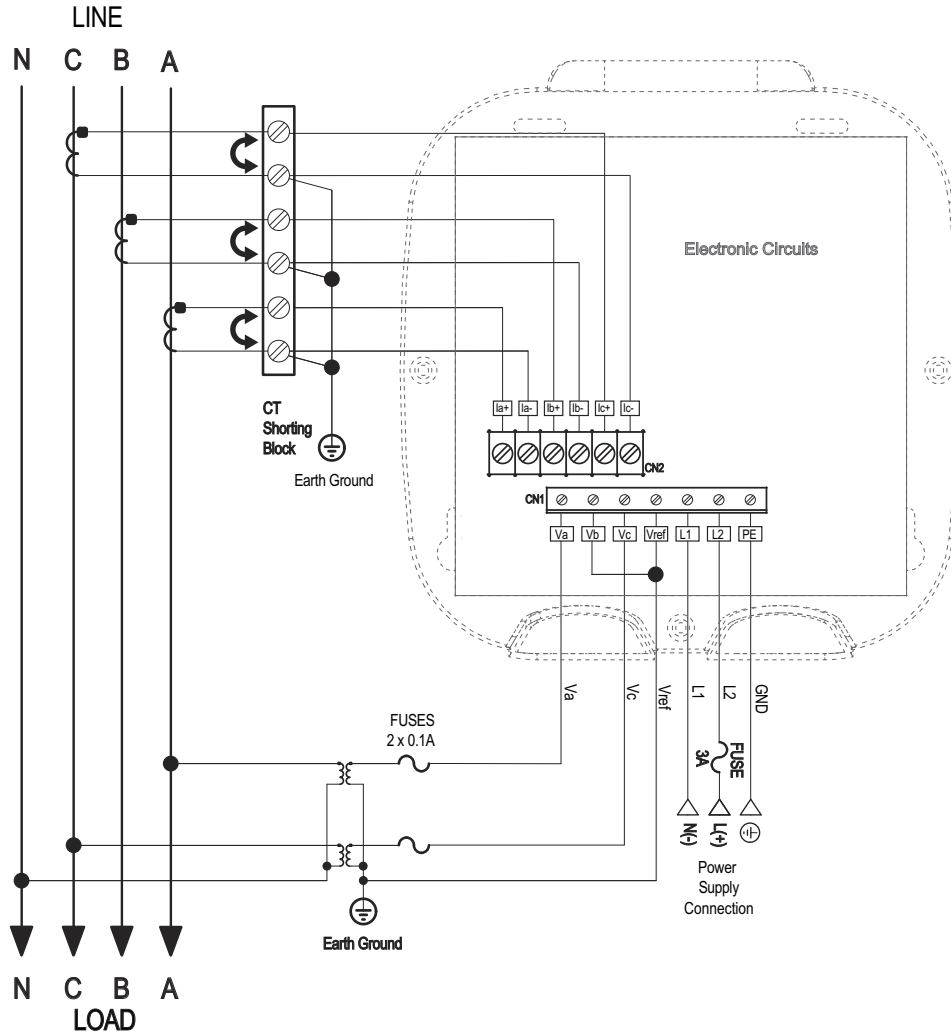 LINE
N C B A
Electronic Circuits
CT
Shorting
Block
Earth Ground
Ia+ Ia- Ib+ Ib- Ic+ Ic-
CN2
CN1
Va Vb Vc Vref L1 L2 PE
Va
Vc
Vref
L1
L2
GND
FUSES
2 x 0.1A
FUSE
3A
N(-)
L(+)
Power
Supply
Connection
Earth Ground
N C B A
LOAD